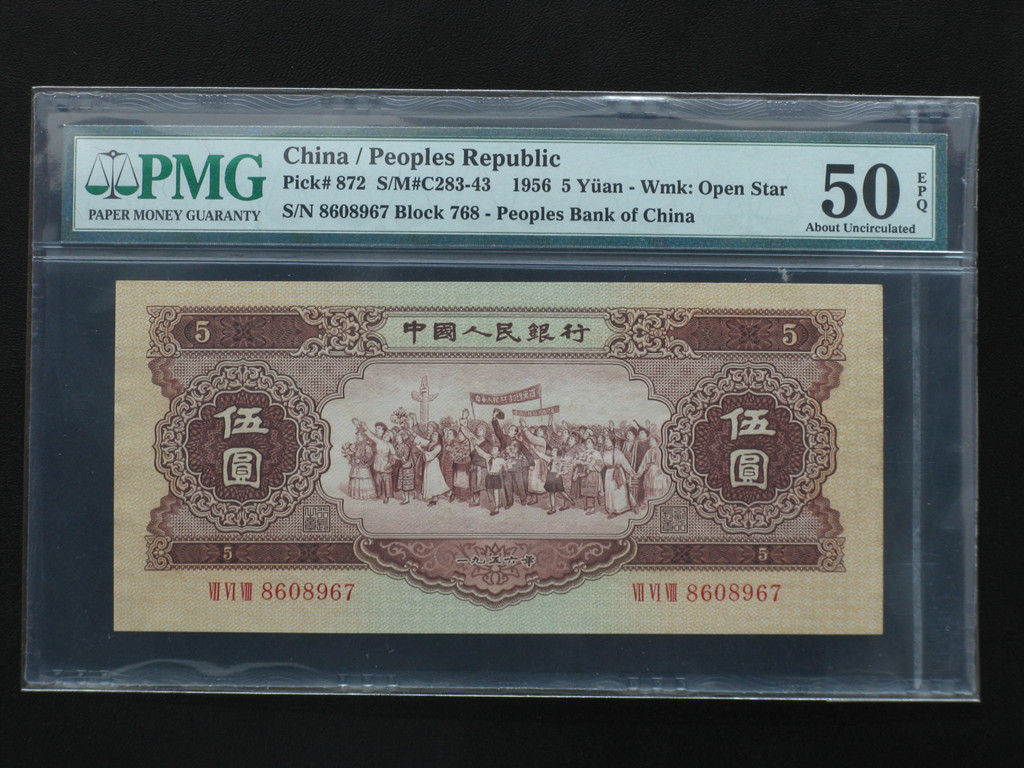 PMG
PAPER MONEY GUARANTY
China / Peoples Republic
Pick# 872 S/M#C283-43 1956 5 Yüan - Wmk: Open Star
S/N 8608967 Block 768 - Peoples Bank of China
50
EPQ
About Uncirculated
5
中國人民銀行
5
伍圓
伍圓
5
一九五六年
5
VII VI VIII 8608967
VII VI VIII 8608967